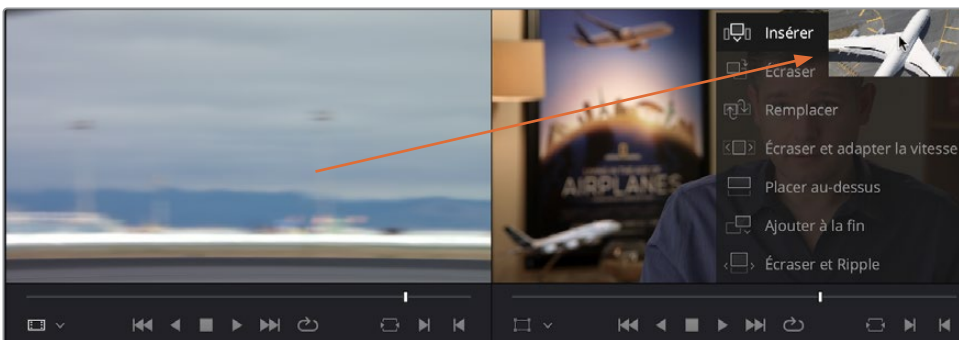 Insérer
Écraser
Remplacer
Écraser et adapter la vitesse
Placer au-dessus
Ajouter à la fin
Écraser et Ripple
AIRPLANES